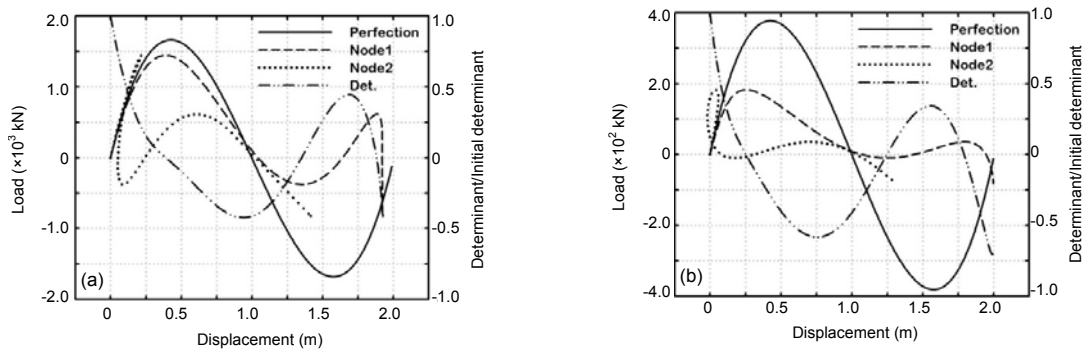 2.0
1.0
0
-1.0
-2.0
Load (×10³ kN)
(a)
Perfection
Node1
Node2
Det.
1.0
0.5
0
-0.5
-1.0
Determinant/Initial determinant
0 0.5 1.0 1.5 2.0
Displacement (m)
4.0
2.0
0
-2.0
-4.0
Load (×10² kN)
(b)
Perfection
Node1
Node2
Det.
1.0
0.5
0
-0.5
-1.0
Determinant/Initial determinant
0 0.5 1.0 1.5 2.0
Displacement (m)